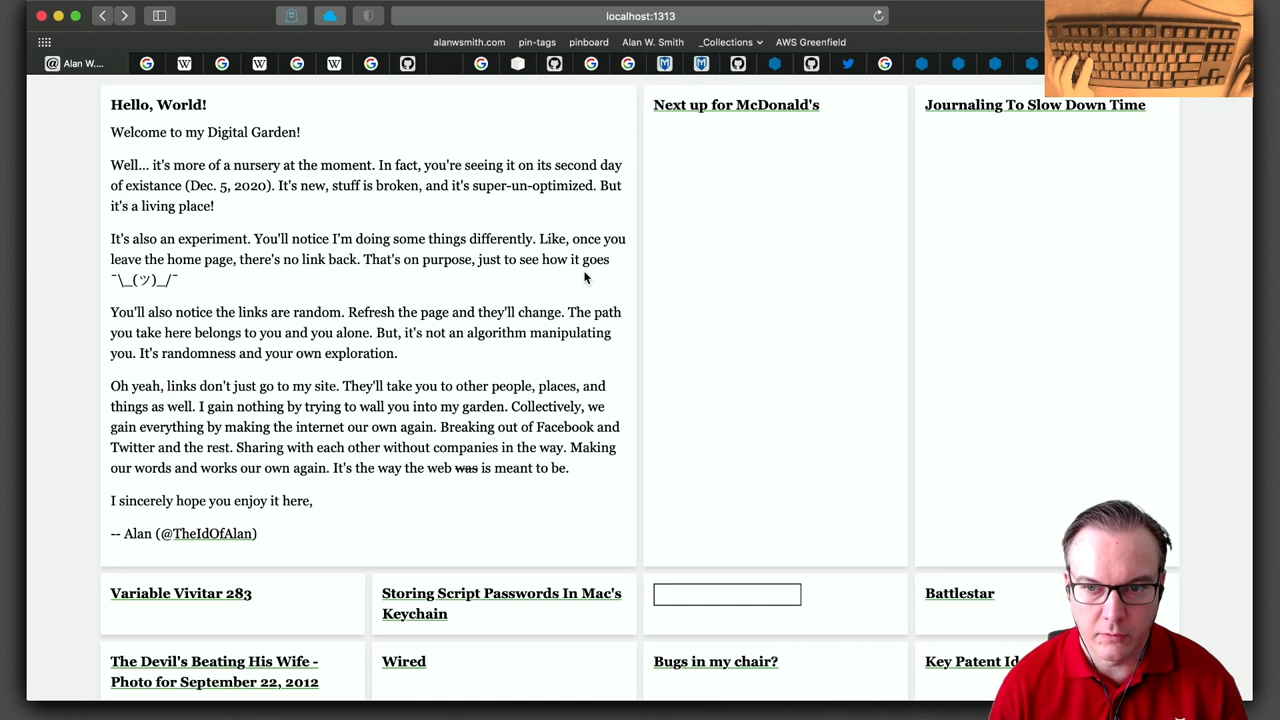 localhost:1313
alanwsmith.com pin-tags pinboard Alan W. Smith _Collections AWS Greenfield
Alan W....
Hello, World!
Welcome to my Digital Garden!
Well... it's more of a nursery at the moment. In fact, you're seeing it on its second day
of existance (Dec. 5, 2020). It's new, stuff is broken, and it's super-un-optimized. But
it's a living place!
It's also an experiment. You'll notice I'm doing some things differently. Like, once you
leave the home page, there's no link back. That's on purpose, just to see how it goes
¯\_(ツ)_/¯
You'll also notice the links are random. Refresh the page and they'll change. The path
you take here belongs to you and you alone. But, it's not an algorithm manipulating
you. It's randomness and your own exploration.
Oh yeah, links don't just go to my site. They'll take you to other people, places, and
things as well. I gain nothing by trying to wall you into my garden. Collectively, we
gain everything by making the internet our own again. Breaking out of Facebook and
Twitter and the rest. Sharing with each other without companies in the way. Making
our words and works our own again. It's the way the web was is meant to be.
I sincerely hope you enjoy it here,
-- Alan (@TheIdOfAlan)
Next up for McDonald's
Journaling To Slow Down Time
Variable Vivitar 283
Storing Script Passwords In Mac's
Keychain
Battlestar
The Devil's Beating His Wife -
Photo for September 22, 2012
Wired
Bugs in my chair?
Key Patent Id